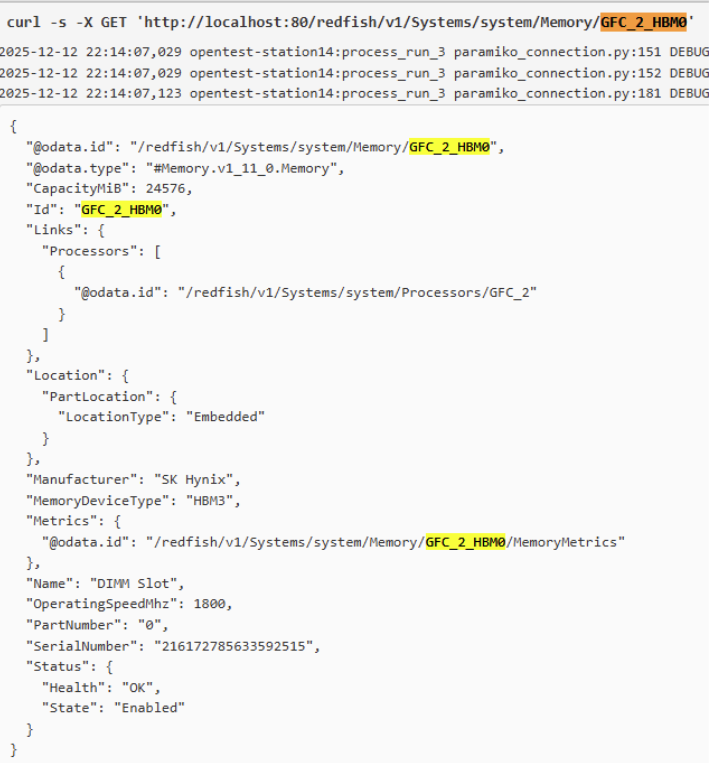 curl -s -X GET 'http://localhost:80/redfish/v1/Systems/system/Memory/GFC_2_HBM0'
2025-12-12 22:14:07,029 opentest-station14:process_run_3 paramiko_connection.py:151 DEBUG
2025-12-12 22:14:07,029 opentest-station14:process_run_3 paramiko_connection.py:152 DEBUG
2025-12-12 22:14:07,123 opentest-station14:process_run_3 paramiko_connection.py:181 DEBUG
{
  "@odata.id": "/redfish/v1/Systems/system/Memory/GFC_2_HBM0",
  "@odata.type": "#Memory.v1_11_0.Memory",
  "CapacityMiB": 24576,
  "Id": "GFC_2_HBM0",
  "Links": {
    "Processors": [
      {
        "@odata.id": "/redfish/v1/Systems/system/Processors/GFC_2"
      }
    ]
  },
  "Location": {
    "PartLocation": {
      "LocationType": "Embedded"
    }
  },
  "Manufacturer": "SK Hynix",
  "MemoryDeviceType": "HBM3",
  "Metrics": {
    "@odata.id": "/redfish/v1/Systems/system/Memory/GFC_2_HBM0/MemoryMetrics"
  },
  "Name": "DIMM Slot",
  "OperatingSpeedMhz": 1800,
  "PartNumber": "0",
  "SerialNumber": "216172785633592515",
  "Status": {
    "Health": "OK",
    "State": "Enabled"
  }
}